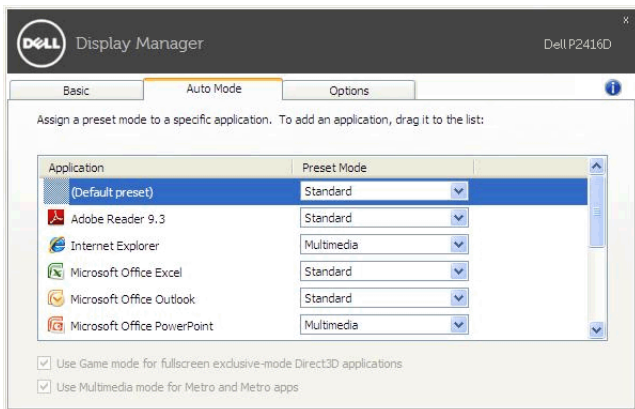 x
DELL Display Manager Dell P2416D
Basic Auto Mode Options
Assign a preset mode to a specific application. To add an application, drag it to the list:
Application Preset Mode
(Default preset) Standard
Adobe Reader 9.3 Standard
Internet Explorer Multimedia
Microsoft Office Excel Standard
Microsoft Office Outlook Standard
Microsoft Office PowerPoint Multimedia
Use Game mode for fullscreen exclusive-mode Direct3D applications
Use Multimedia mode for Metro and Metro apps